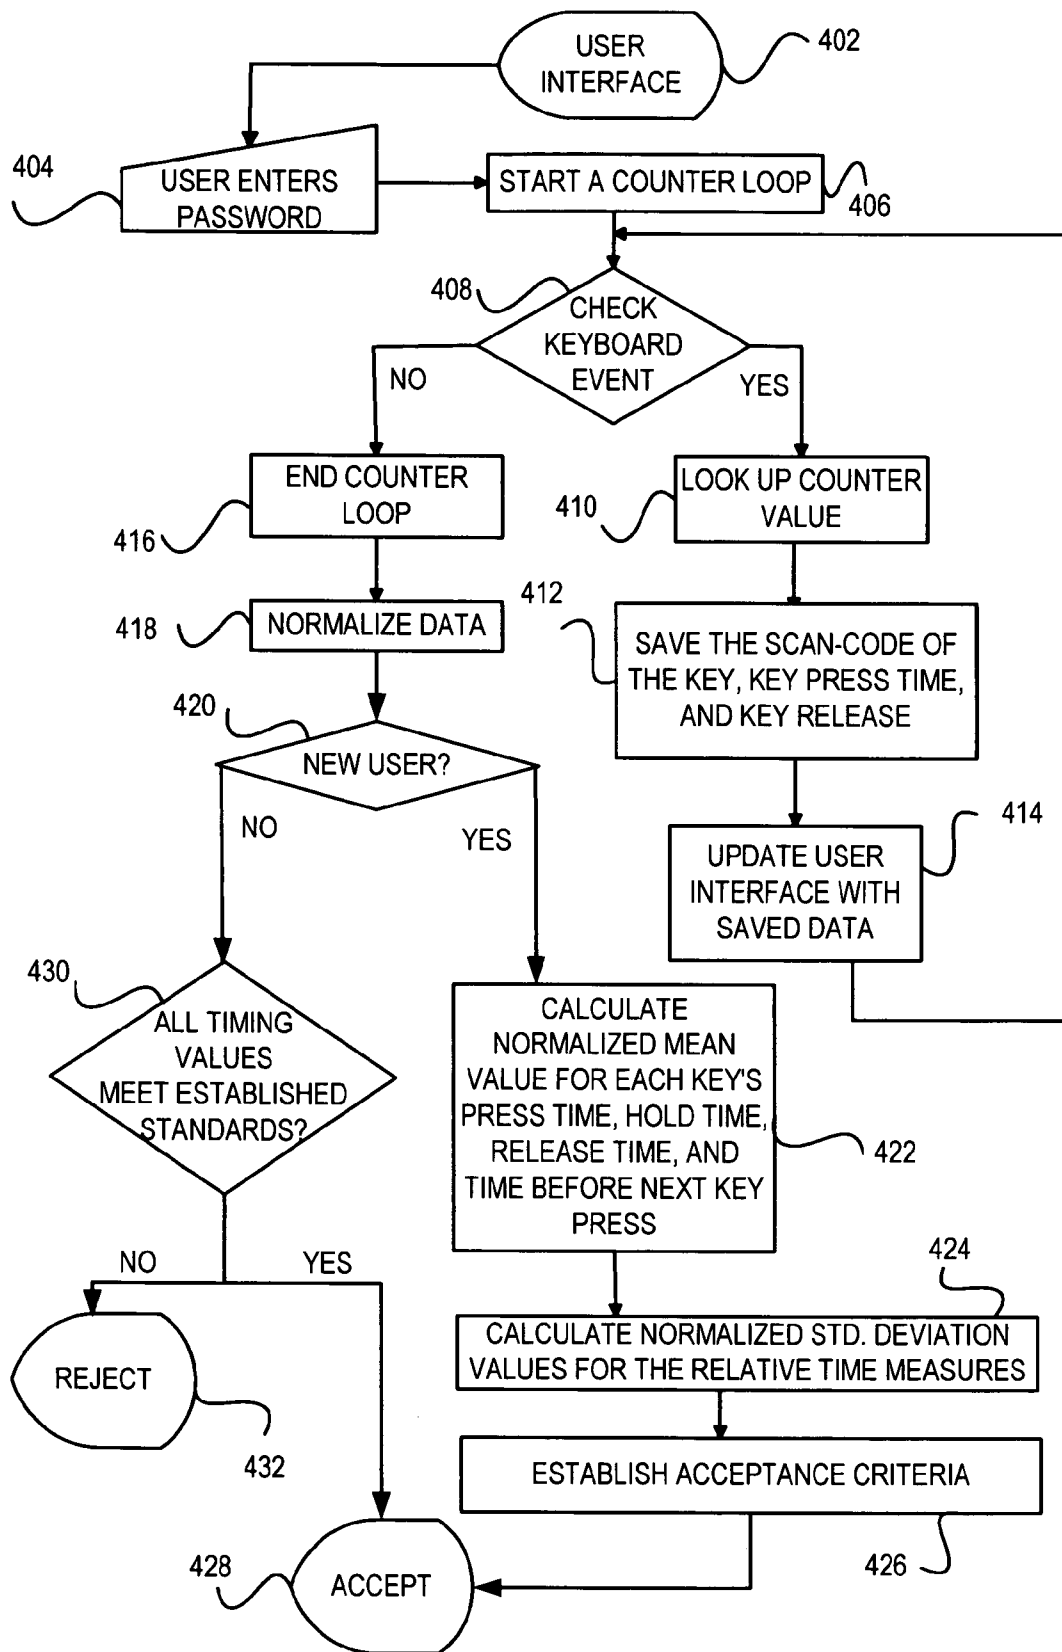 USER
INTERFACE
402
404
USER ENTERS
PASSWORD
START A COUNTER LOOP
406
408
CHECK
KEYBOARD
EVENT
NO
YES
END COUNTER
LOOP
416
LOOK UP COUNTER
VALUE
410
418
NORMALIZE DATA
412
SAVE THE SCAN-CODE OF
THE KEY, KEY PRESS TIME,
AND KEY RELEASE
420
NEW USER?
NO
YES
414
UPDATE USER
INTERFACE WITH
SAVED DATA
430
ALL TIMING
VALUES
MEET ESTABLISHED
STANDARDS?
CALCULATE
NORMALIZED MEAN
VALUE FOR EACH KEY'S
PRESS TIME, HOLD TIME,
RELEASE TIME, AND
TIME BEFORE NEXT KEY
PRESS
422
NO
YES
424
CALCULATE NORMALIZED STD. DEVIATION
VALUES FOR THE RELATIVE TIME MEASURES
REJECT
432
ESTABLISH ACCEPTANCE CRITERIA
426
428
ACCEPT